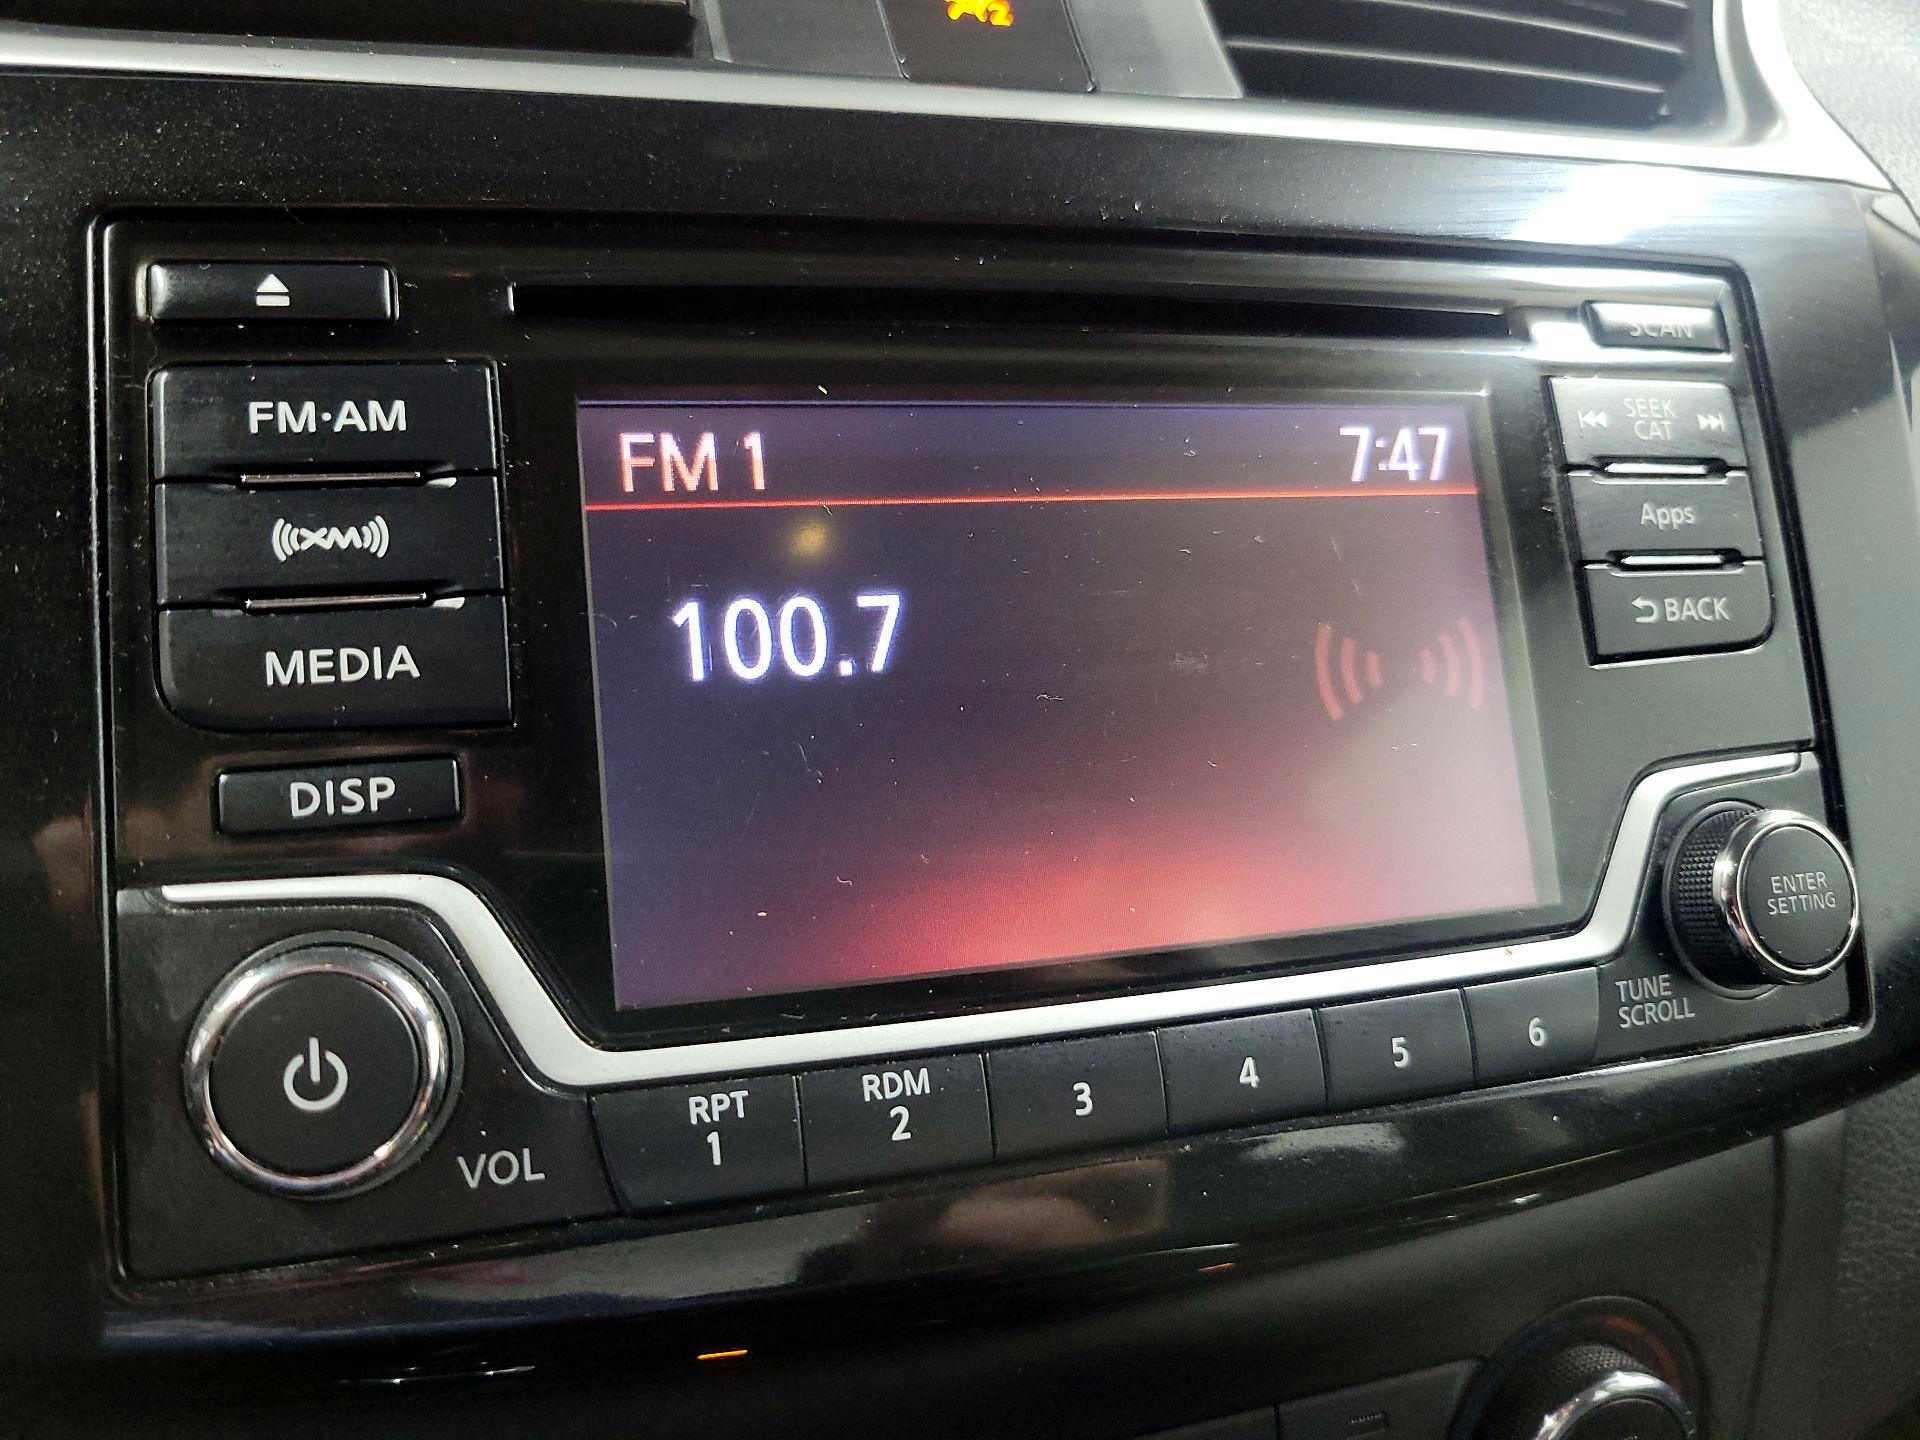 SCAN
FM·AM
XM
MEDIA
DISP
FM 1
7:47
100.7
SEEK
CAT
Apps
BACK
ENTER
SETTING
TUNE
SCROLL
VOL
RPT
1
RDM
2
3
4
5
6